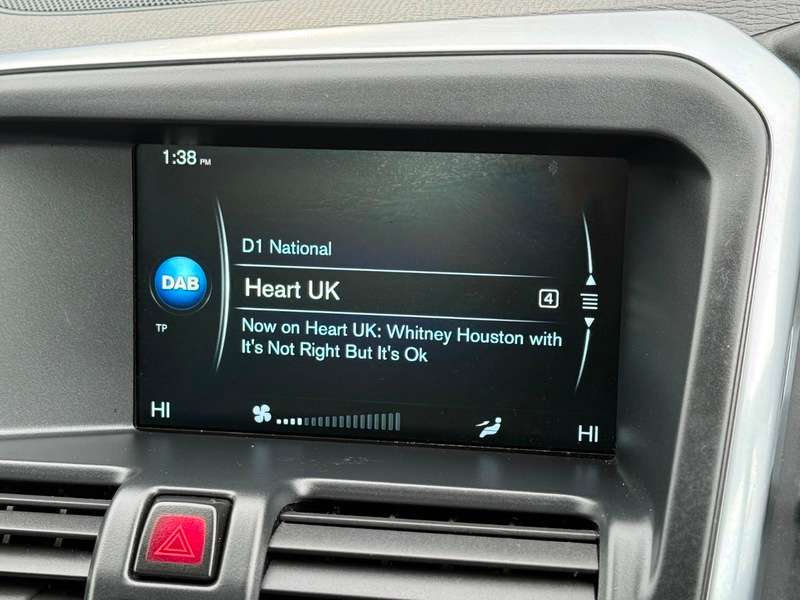 1:38 PM
D1 National
DAB
Heart UK 4
TP
Now on Heart UK: Whitney Houston with
It's Not Right But It's Ok
HI HI